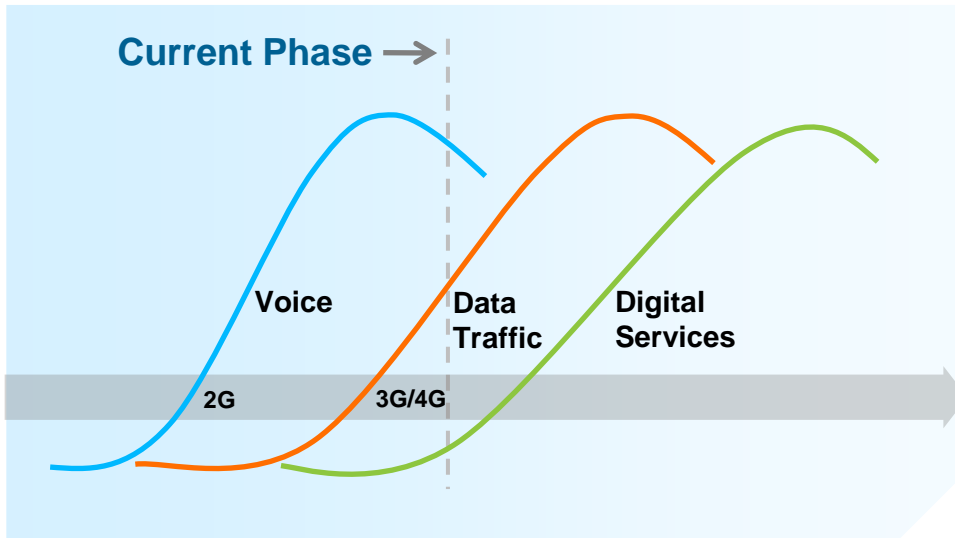 Current Phase
Voice
Data
Traffic
Digital
Services
2G
3G/4G